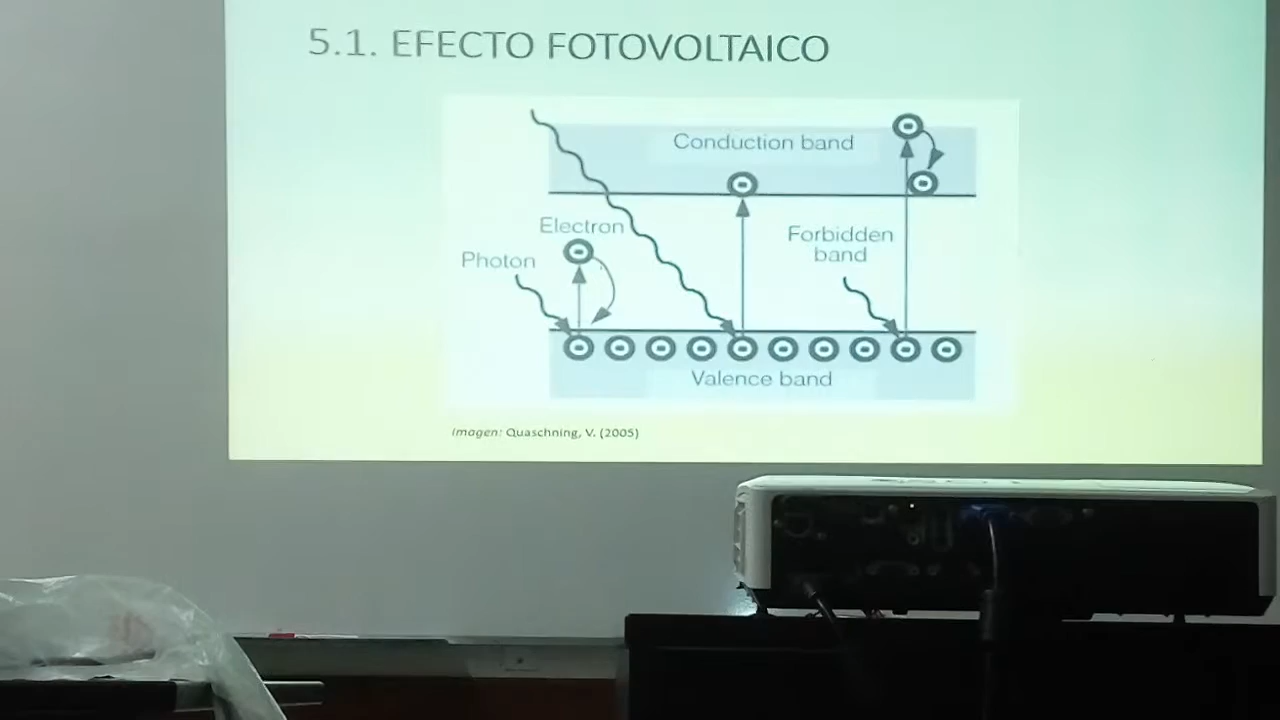 5.1. EFECTO FOTOVOLTAICO
Conduction band
Electron
Forbidden
band
Photon
Valence band
Imagen: Quaschning, V. (2005)